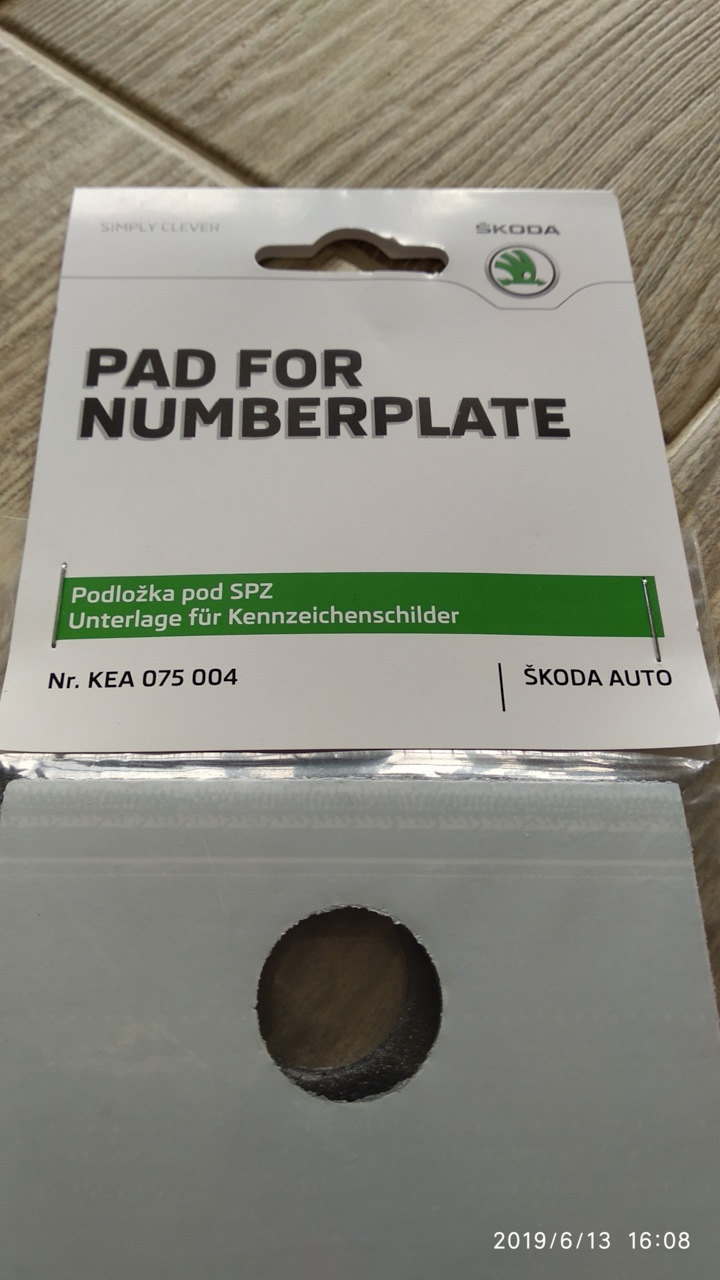 SIMPLY CLEVER
ŠKODA
PAD FOR
NUMBERPLATE
Podložka pod SPZ
Unterlage für Kennzeichenschilder
Nr. KEA 075 004
ŠKODA AUTO
2019/6/13 16:08